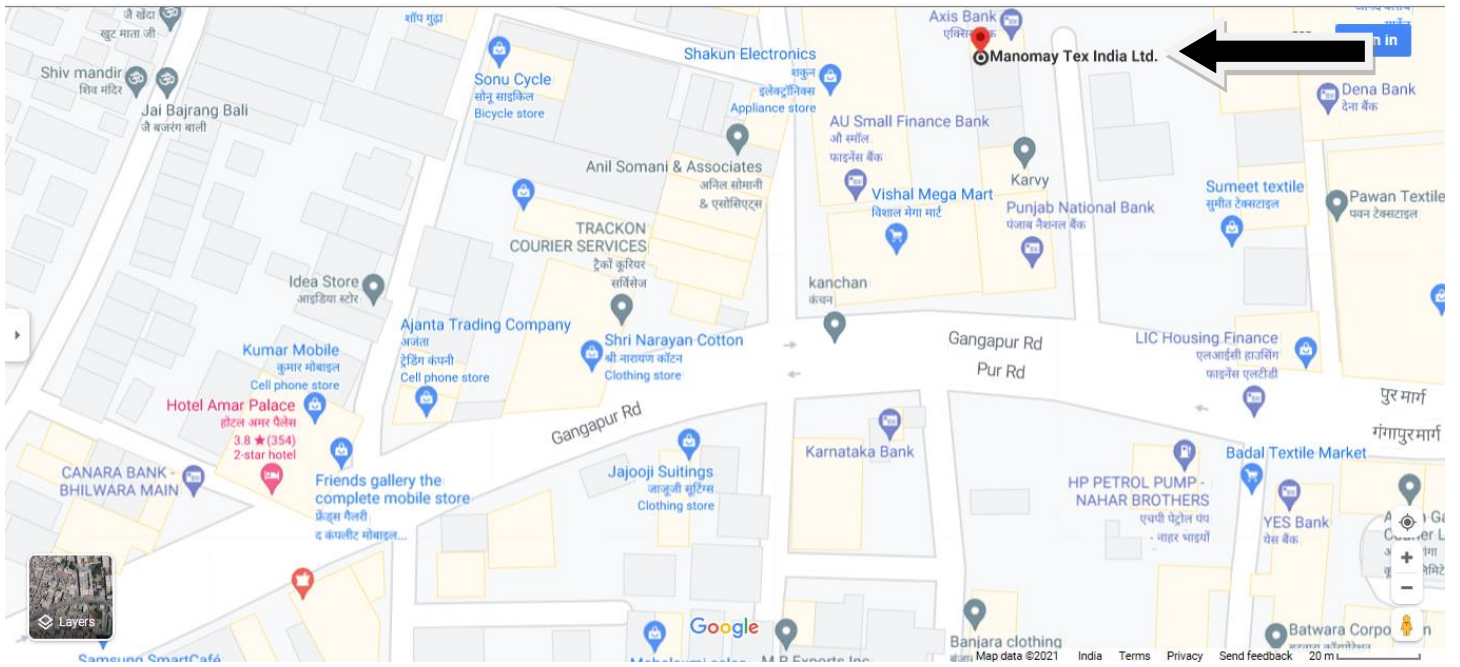 जै खेदा
खुट माता जी
Shiv mandir
शिव मंदिर
Jai Bajrang Bali
जै बजरंग बाली
शॉप गुढ़ा
Sonu Cycle
सोनू साइकिल
Bicycle store
Shakun Electronics
शकुन
इलेक्ट्रॉनिक्स
Appliance store
Axis Bank
Manomay Tex India Ltd.
n in
Dena Bank
देना बैंक
AU Small Finance Bank
औ स्मॉल
फाइनेंस बैंक
Anil Somani & Associates
अनिल सोमानी
& एसोसिएट्स
Karvy
Vishal Mega Mart
विशाल मेगा मार्ट
Punjab National Bank
पंजाब नैशनल बैंक
Sumeet textile
सुमीत टेक्सटाइल
Pawan Textile
पवन टेक्सटाइल
TRACKON
COURIER SERVICES
ट्रैकों कूरियर
सर्विसेज
Idea Store
आइडिया स्टोर
kanchan
कंचन
Ajanta Trading Company
अजंता
ट्रेडिंग कंपनी
Cell phone store
Shri Narayan Cotton
श्री नारायण कॉटन
Clothing store
Gangapur Rd
Pur Rd
LIC Housing Finance
एलआईसी हाउसिंग
फाइनेंस एलटीडी
Kumar Mobile
कुमार मोबाइल
Cell phone store
Hotel Amar Palace
होटल अमर पैलेस
3.8 ★ (354)
2-star hotel
Gangapur Rd
पुर मार्ग
गंगापुर मार्ग
CANARA BANK -
BHILWARA MAIN
Friends gallery the
complete mobile store
फ्रेंड्स गैलरी
द कंपलीट मोबाइल...
Jajooji Suitings
जाजूजी सूटिंग्स
Clothing store
Karnataka Bank
HP PETROL PUMP -
NAHAR BROTHERS
एचपी पेट्रोल पंप
- नाहर भाइयों
Badal Textile Market
YES Bank
येस बैंक
Layers
Google
Samsung SmartCafé
Mahalaxmi sales
M R Exports Inc
Banjara clothing
Batwara Corpo
Map data ©2021 India Terms Privacy Send feedback 20 m